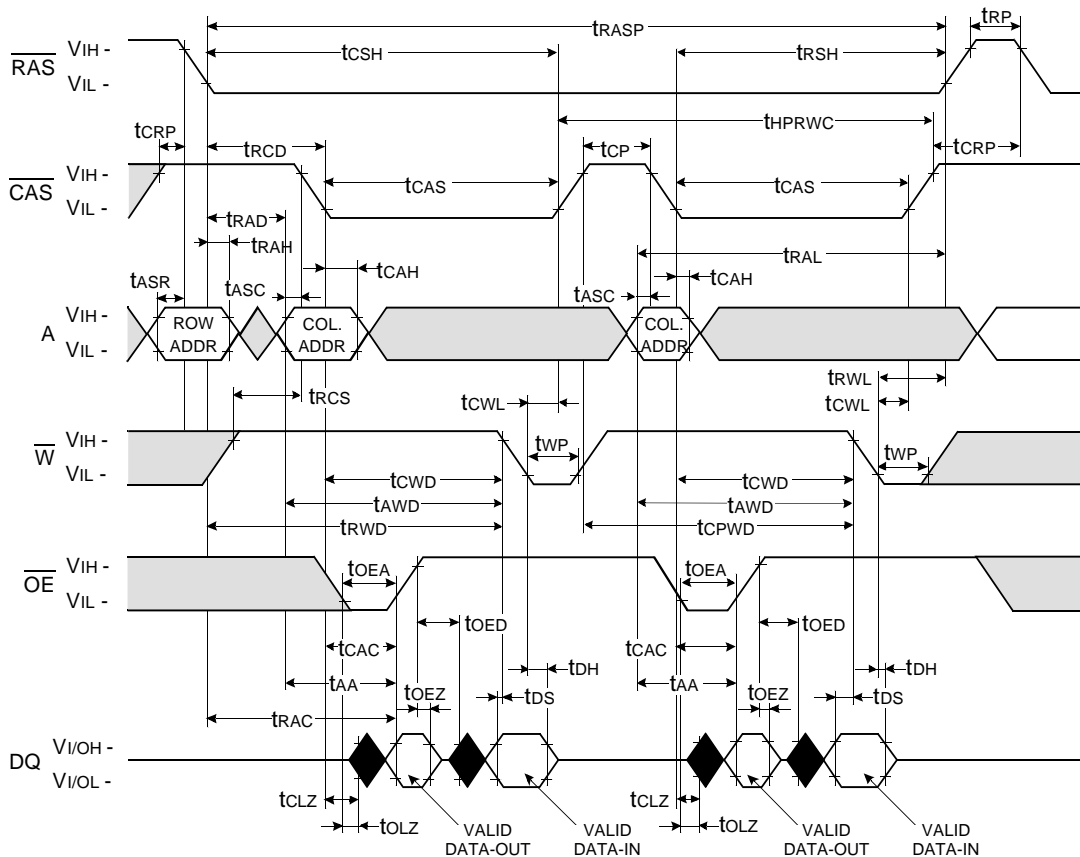 tRASP
tRP
RAS
VIH -
VIL -
tCSH
tRSH
tHPRWC
tCRP
tRCD
tCP
tCRP
CAS
VIH -
VIL -
tCAS
tCAS
tRAD
tRAH
tCAH
tRAL
tCAH
tASR
tASC
tASC
A
VIH -
VIL -
ROW
ADDR
COL.
ADDR
COL.
ADDR
tRCS
tCWL
tRWL
tCWL
W
VIH -
VIL -
tWP
tWP
tCWD
tCWD
tAWD
tAWD
tRWD
tCPWD
OE
VIH -
VIL -
tOEA
tOEA
tOED
tOED
tCAC
tCAC
tDH
tAA
tAA
tOEZ
tDS
tOEZ
tDS
tDH
tRAC
DQ
VI/OH -
VI/OL -
tCLZ
tCLZ
tOLZ
tOLZ
VALID
DATA-OUT
VALID
DATA-IN
VALID
DATA-OUT
VALID
DATA-IN